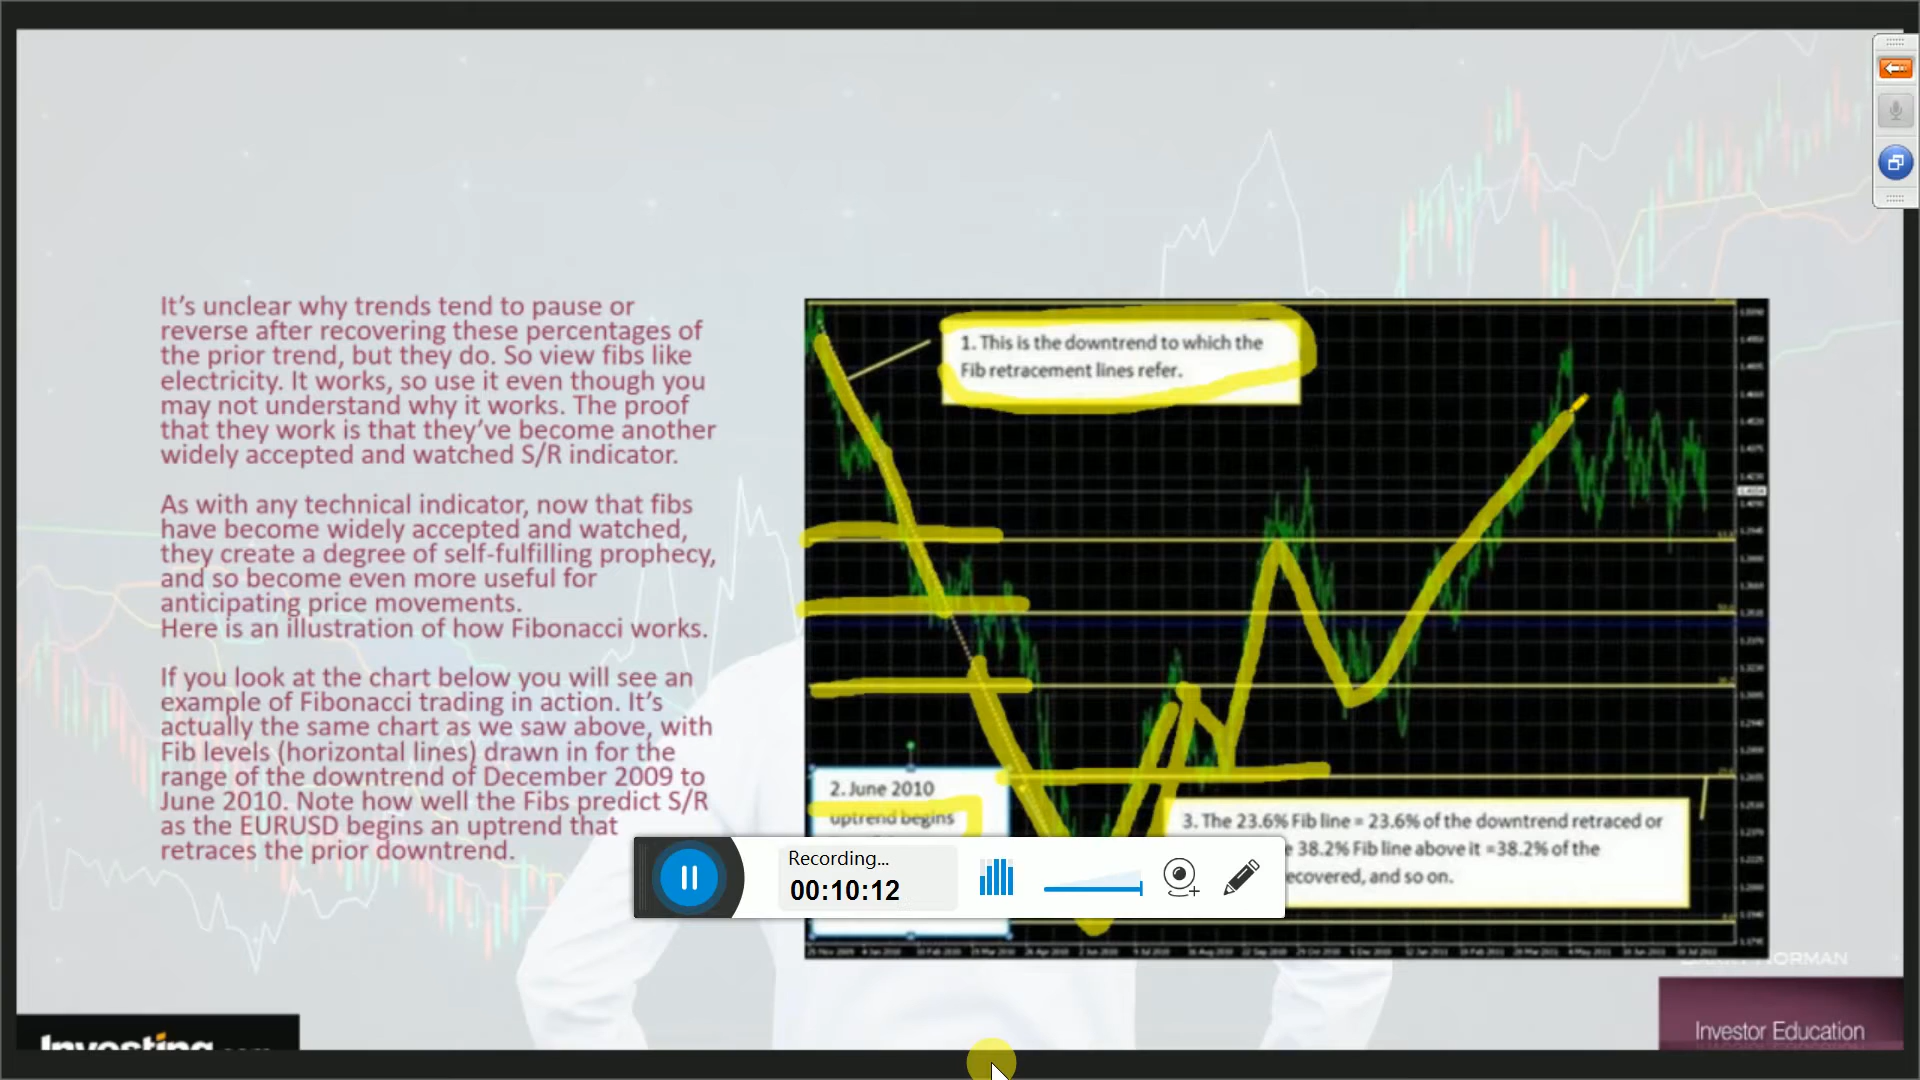 It's unclear why trends tend to pause or
reverse after recovering these percentages of
the prior trend, but they do. So view fibs like
electricity. It works, so use it even though you
may not understand why it works. The proof
that they work is that they've become another
widely accepted and watched S/R indicator.
As with any technical indicator, now that fibs
have become widely accepted and watched,
they create a degree of self-fulfilling prophecy,
and so become even more useful for
anticipating price movements.
Here is an illustration of how Fibonacci works.
If you look at the chart below you will see an
example of Fibonacci trading in action. It's
actually the same chart as we saw above, with
Fib levels (horizontal lines) drawn in for the
range of the downtrend of December 2009 to
June 2010. Note how well the Fibs predict S/R
as the EURUSD begins an uptrend that
retraces the prior downtrend.
1. This is the downtrend to which the
Fib retracement lines refer.
2. June 2010
uptrend begins
3. The 23.6% Fib line = 23.6% of the downtrend retraced or
38.2% Fib line above it =38.2% of the
ecovered, and so on.
Recording...
00:10:12
Investing
Investor Education